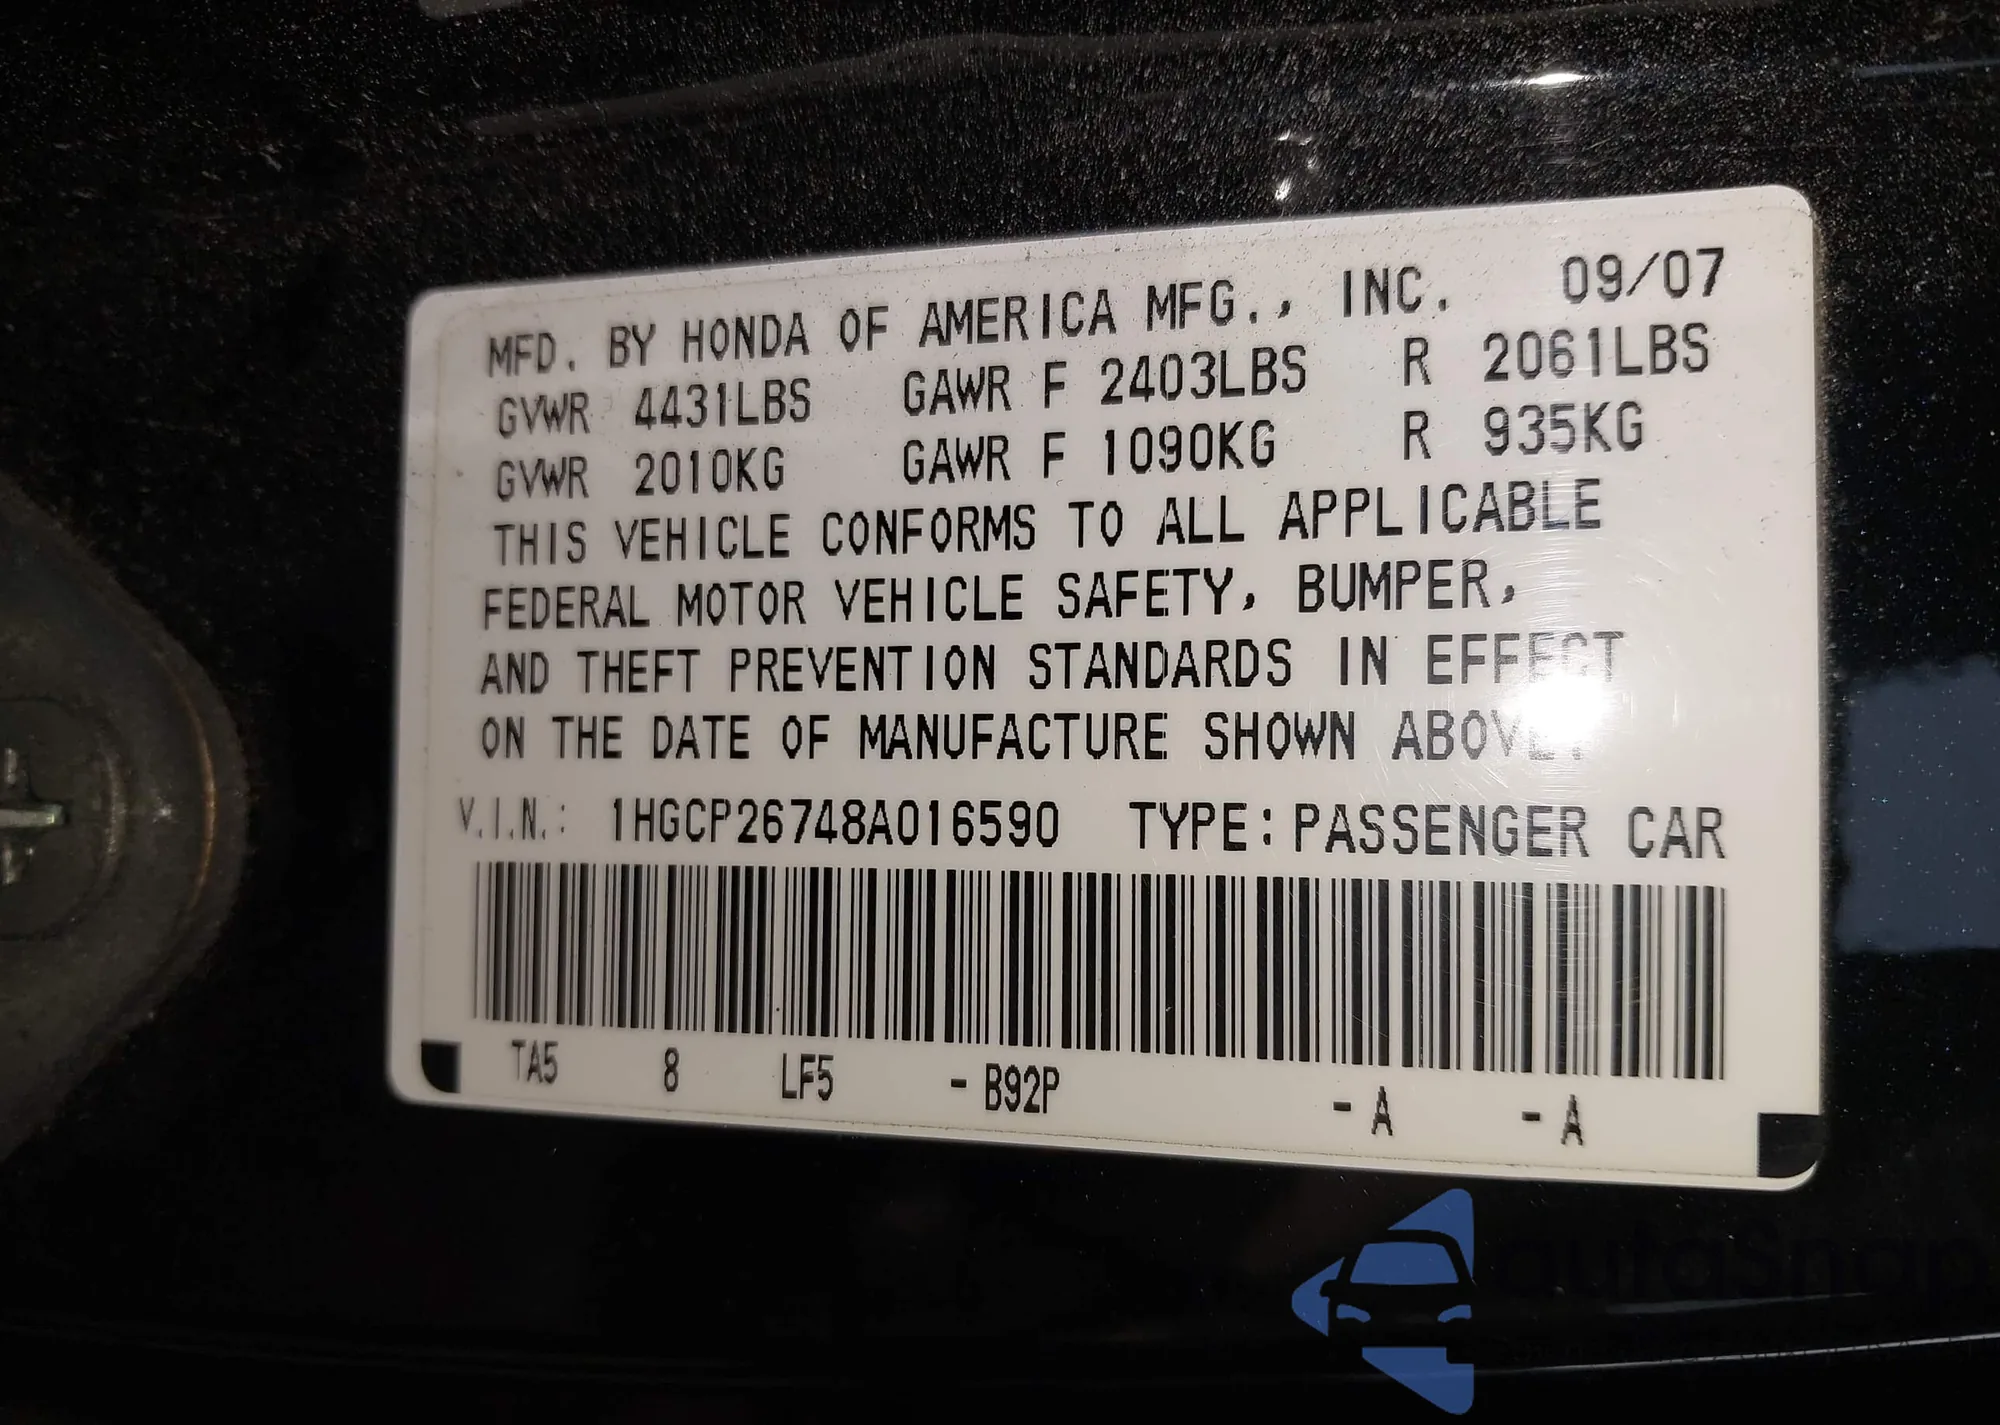 MFD. BY HONDA OF AMERICA MFG., INC. 09/07
GVWR 4431LBS GAWR F 2403LBS R 2061LBS
GVWR 2010KG GAWR F 1090KG R 935KG
THIS VEHICLE CONFORMS TO ALL APPLICABLE
FEDERAL MOTOR VEHICLE SAFETY, BUMPER,
AND THEFT PREVENTION STANDARDS IN EFFECT
ON THE DATE OF MANUFACTURE SHOWN ABOVE.
V.I.N.: 1HGCP26748A016590 TYPE: PASSENGER CAR
TA5 8 LF5 - B92P - A - A